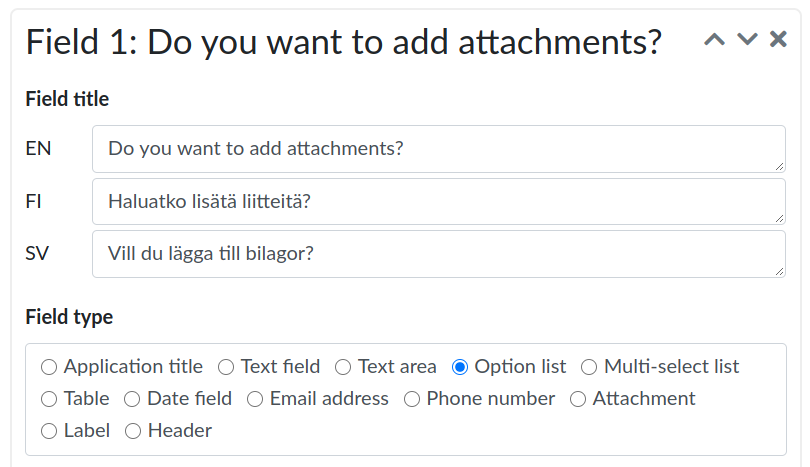 Field 1: Do you want to add attachments?
Field title
EN Do you want to add attachments?
FI Haluatko lisätä liitteitä?
SV Vill du lägga till bilagor?
Field type
Application title Text field Text area Option list Multi-select list
Table Date field Email address Phone number Attachment
Label Header